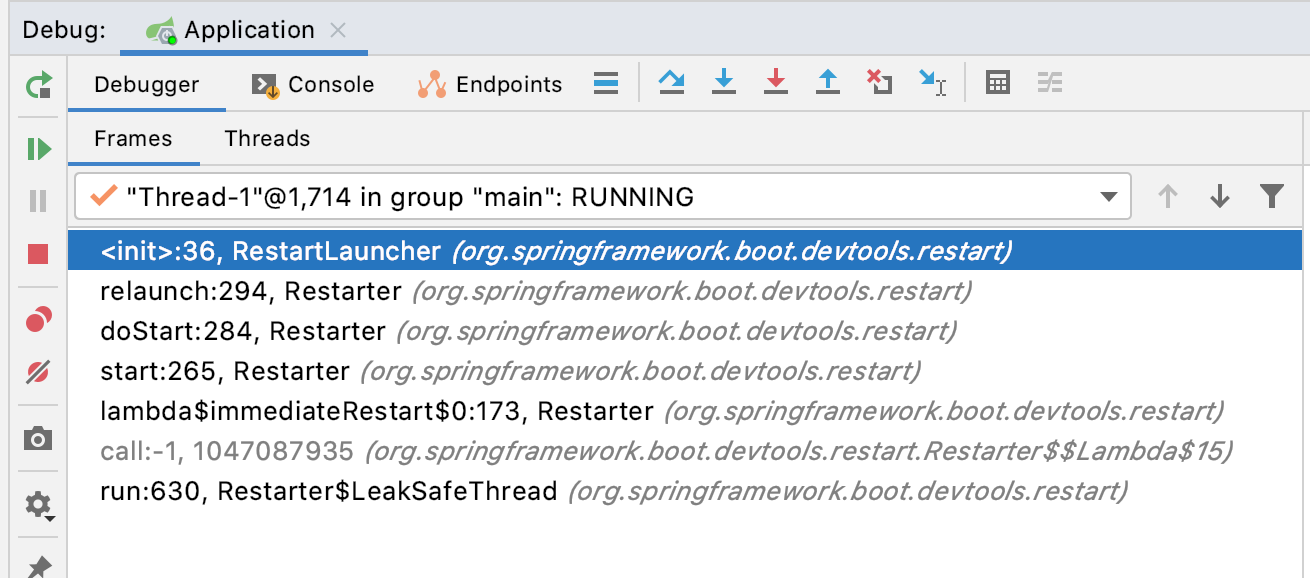 Debug: Application
Debugger Console Endpoints
Frames Threads
"Thread-1"@1,714 in group "main": RUNNING
<init>:36, RestartLauncher (org.springframework.boot.devtools.restart)
relaunch:294, Restarter (org.springframework.boot.devtools.restart)
doStart:284, Restarter (org.springframework.boot.devtools.restart)
start:265, Restarter (org.springframework.boot.devtools.restart)
lambda$immediateRestart$0:173, Restarter (org.springframework.boot.devtools.restart)
call:-1, 1047087935 (org.springframework.boot.devtools.restart.Restarter$$Lambda$15)
run:630, Restarter$LeakSafeThread (org.springframework.boot.devtools.restart)